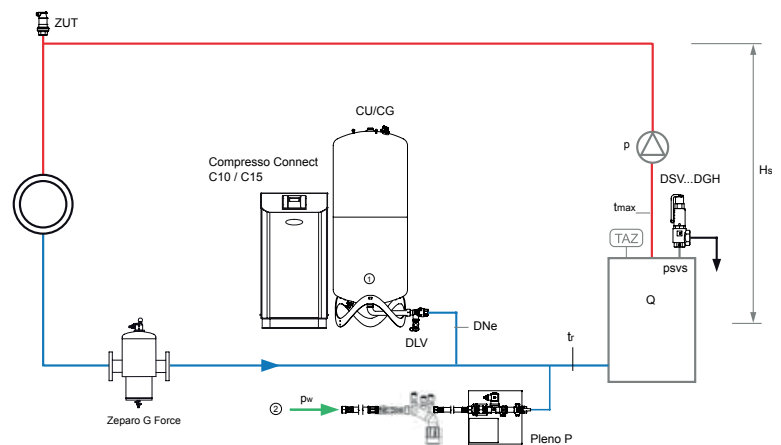 ZUT
CU/CG
Compresso Connect
C10 / C15
p
Hs
DSV...DGH
tmax
TAZ
psvs
Q
1
DNe
DLV
tr
Zeparo G Force
2
pw
Pleno P